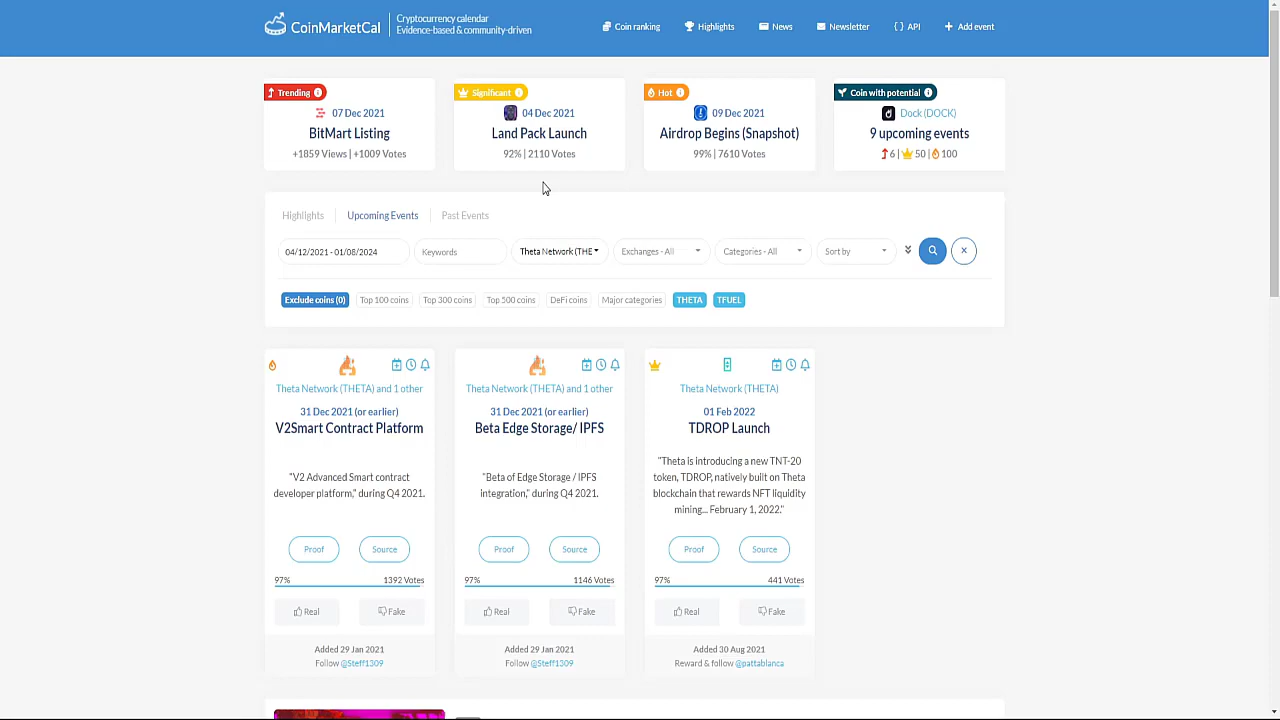 CoinMarketCal
Cryptocurrency calendar
Evidence-based & community-driven
Coin ranking
Highlights
News
Newsletter
API
Add event
Trending
07 Dec 2021
BitMart Listing
+1859 Views | +1009 Votes
Significant
04 Dec 2021
Land Pack Launch
92% | 2110 Votes
Hot
09 Dec 2021
Airdrop Begins (Snapshot)
99% | 7610 Votes
Coin with potential
Dock (DOCK)
9 upcoming events
6 | 50 | 100
Highlights
Upcoming Events
Past Events
04/12/2021 - 01/08/2024
Keywords
Theta Network (THE
Exchanges - All
Categories - All
Sort by
Exclude coins (0)
Top 100 coins
Top 300 coins
Top 500 coins
DeFi coins
Major categories
THETA
TFUEL
Theta Network (THETA) and 1 other
31 Dec 2021 (or earlier)
V2Smart Contract Platform
"V2 Advanced Smart contract
developer platform," during Q4 2021.
Proof
Source
97%
1392 Votes
Real
Fake
Added 29 Jan 2021
Follow @Steff1309
Theta Network (THETA) and 1 other
31 Dec 2021 (or earlier)
Beta Edge Storage/ IPFS
"Beta of Edge Storage / IPFS
integration," during Q4 2021.
Proof
Source
97%
1146 Votes
Real
Fake
Added 29 Jan 2021
Follow @Steff1309
Theta Network (THETA)
01 Feb 2022
TDROP Launch
"Theta is introducing a new TNT-20
token, TDROP, natively built on Theta
blockchain that rewards NFT liquidity
mining... February 1, 2022."
Proof
Source
97%
441 Votes
Real
Fake
Added 30 Aug 2021
Reward & follow @pattablanca